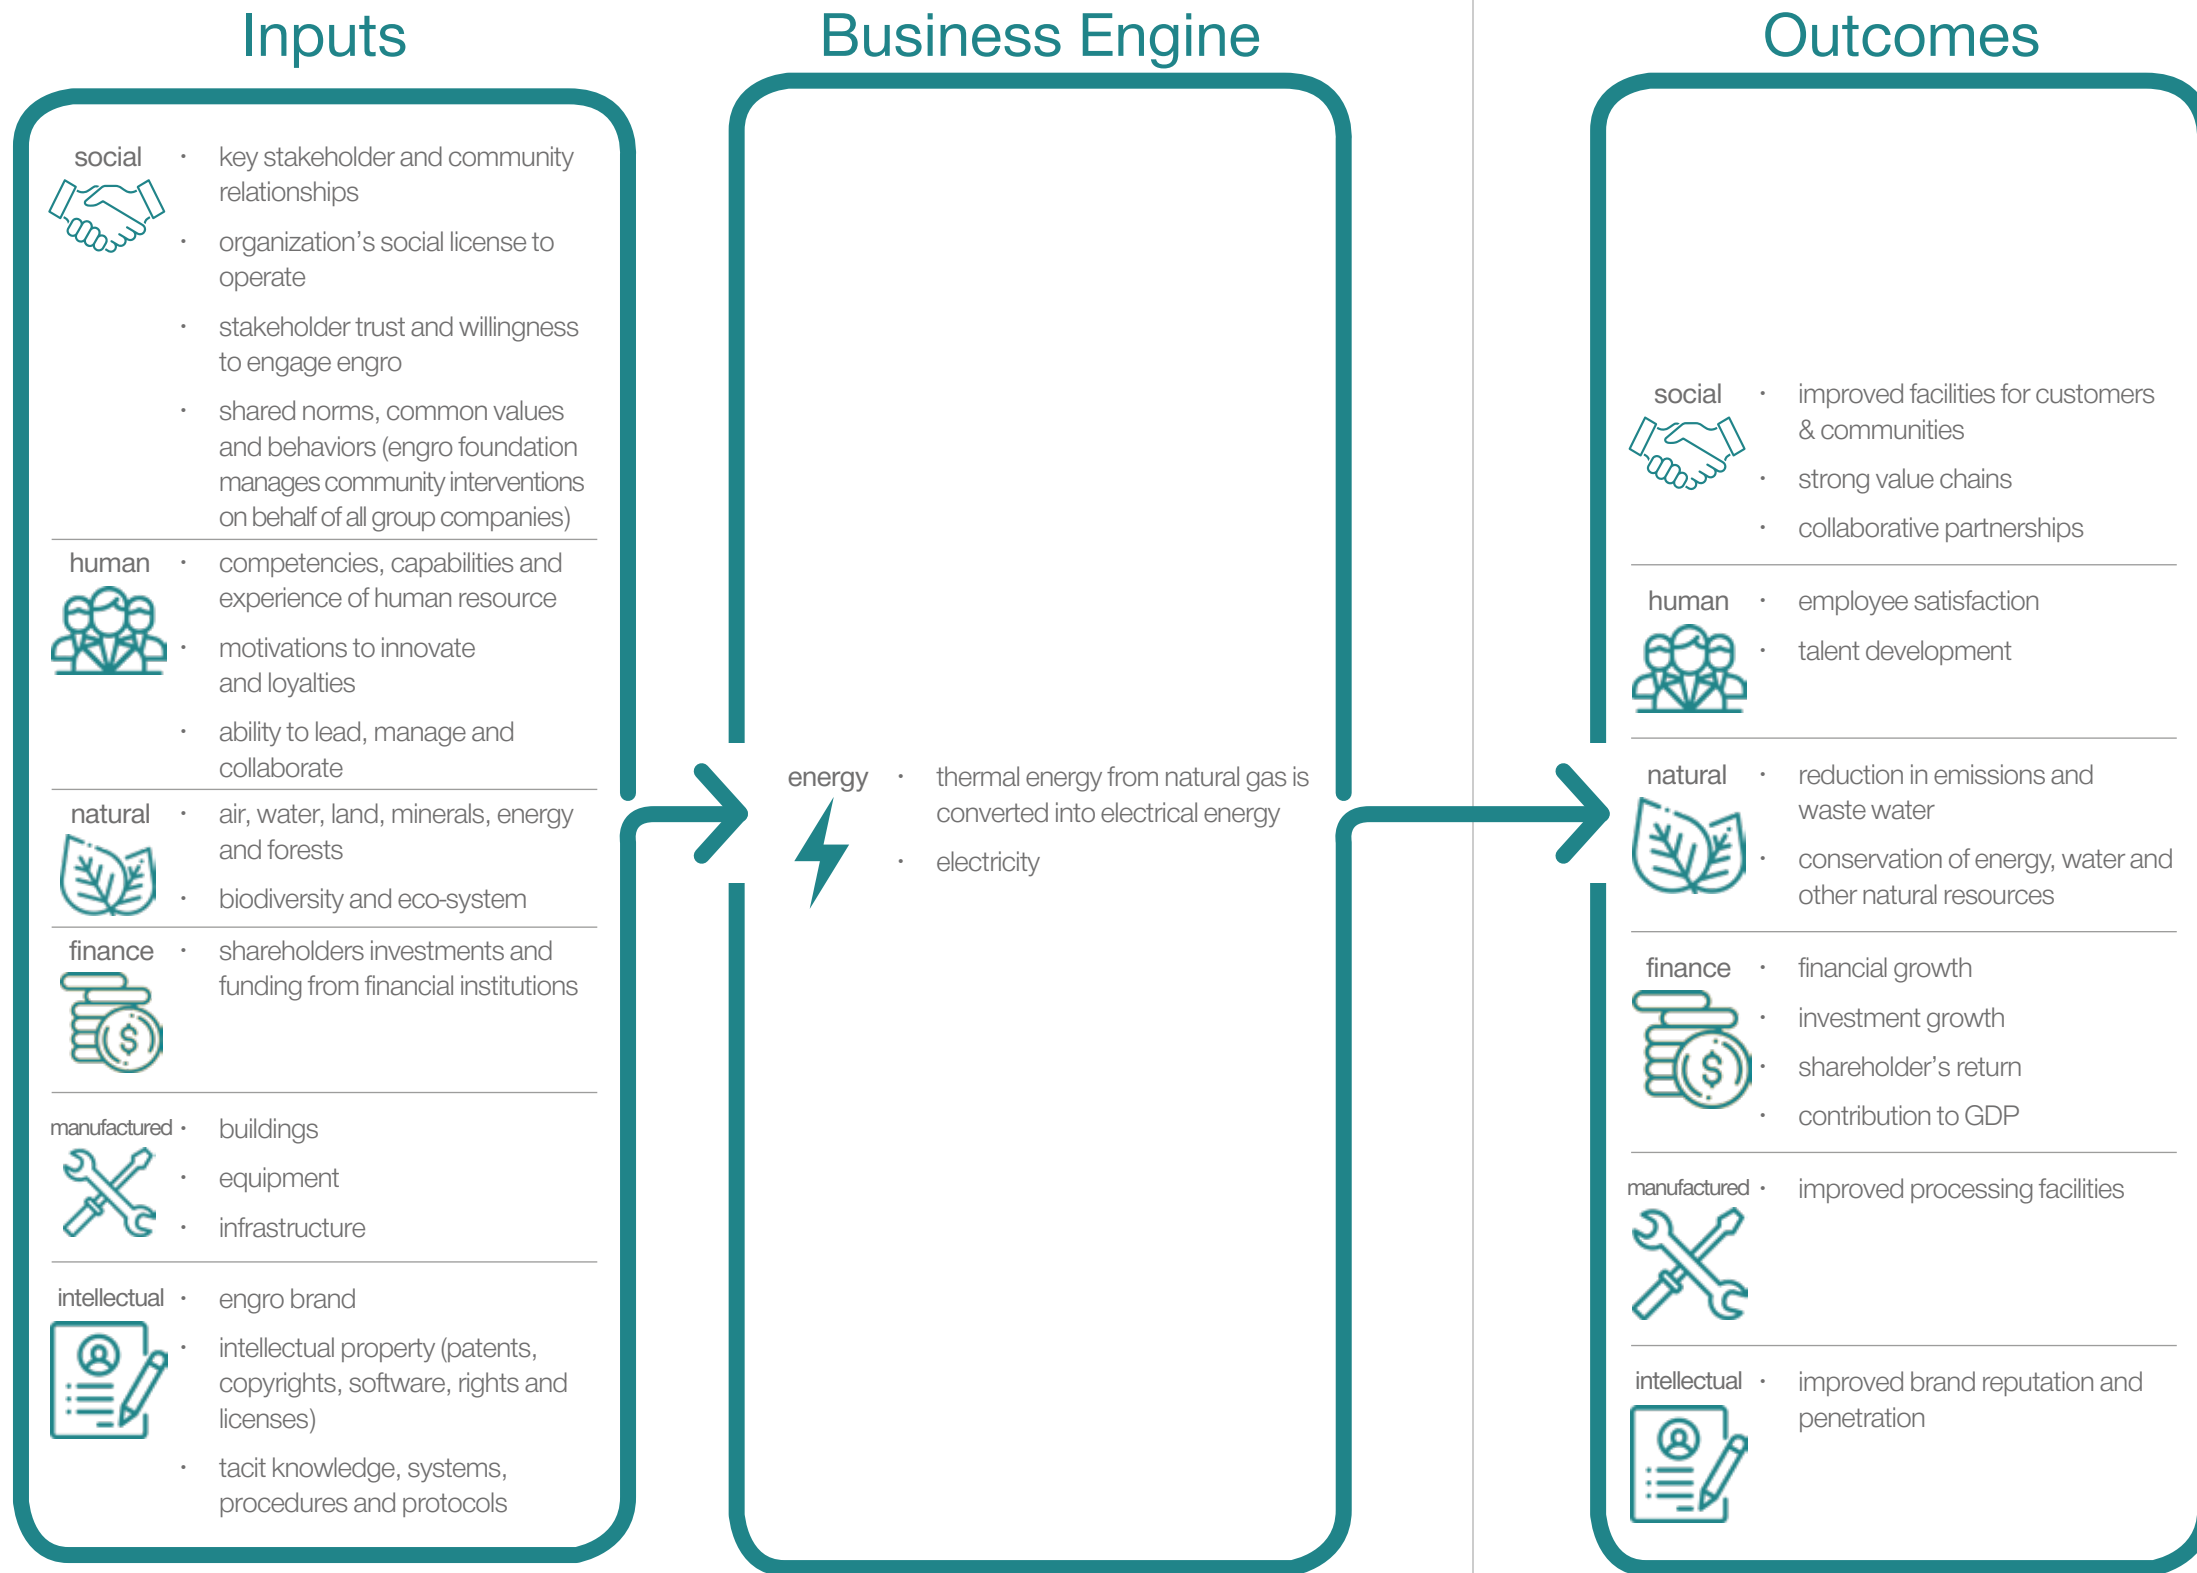 Inputs
social
key stakeholder and community
relationships
organization's social license to
operate
stakeholder trust and willingness
to engage engro
shared norms, common values
and behaviors (engro foundation
manages community interventions
on behalf of all group companies)
human
competencies, capabilities and
experience of human resource
motivations to innovate
and loyalties
ability to lead, manage and
collaborate
natural
air, water, land, minerals, energy
and forests
biodiversity and eco-system
finance
shareholders investments and
funding from financial institutions
manufactured
buildings
equipment
infrastructure
intellectual
engro brand
intellectual property (patents,
copyrights, software, rights and
licenses)
tacit knowledge, systems,
procedures and protocols
Business Engine
energy
thermal energy from natural gas is
converted into electrical energy
electricity
Outcomes
social
improved facilities for customers
& communities
strong value chains
collaborative partnerships
human
employee satisfaction
talent development
natural
reduction in emissions and
waste water
conservation of energy, water and
other natural resources
finance
financial growth
investment growth
shareholder's return
contribution to GDP
manufactured
improved processing facilities
intellectual
improved brand reputation and
penetration